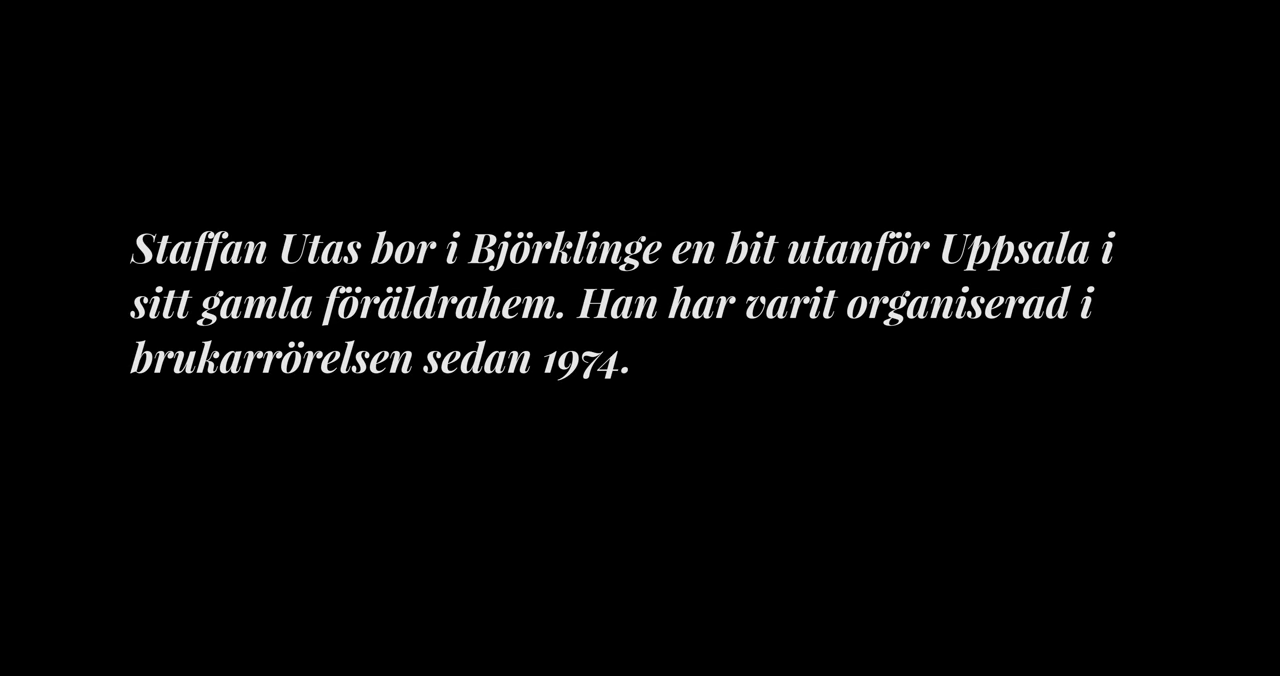 Staffan Utas bor i Björklinge en bit utanför Uppsala i
sitt gamla föräldrahem. Han har varit organiserad i
brukarrörelsen sedan 1974.